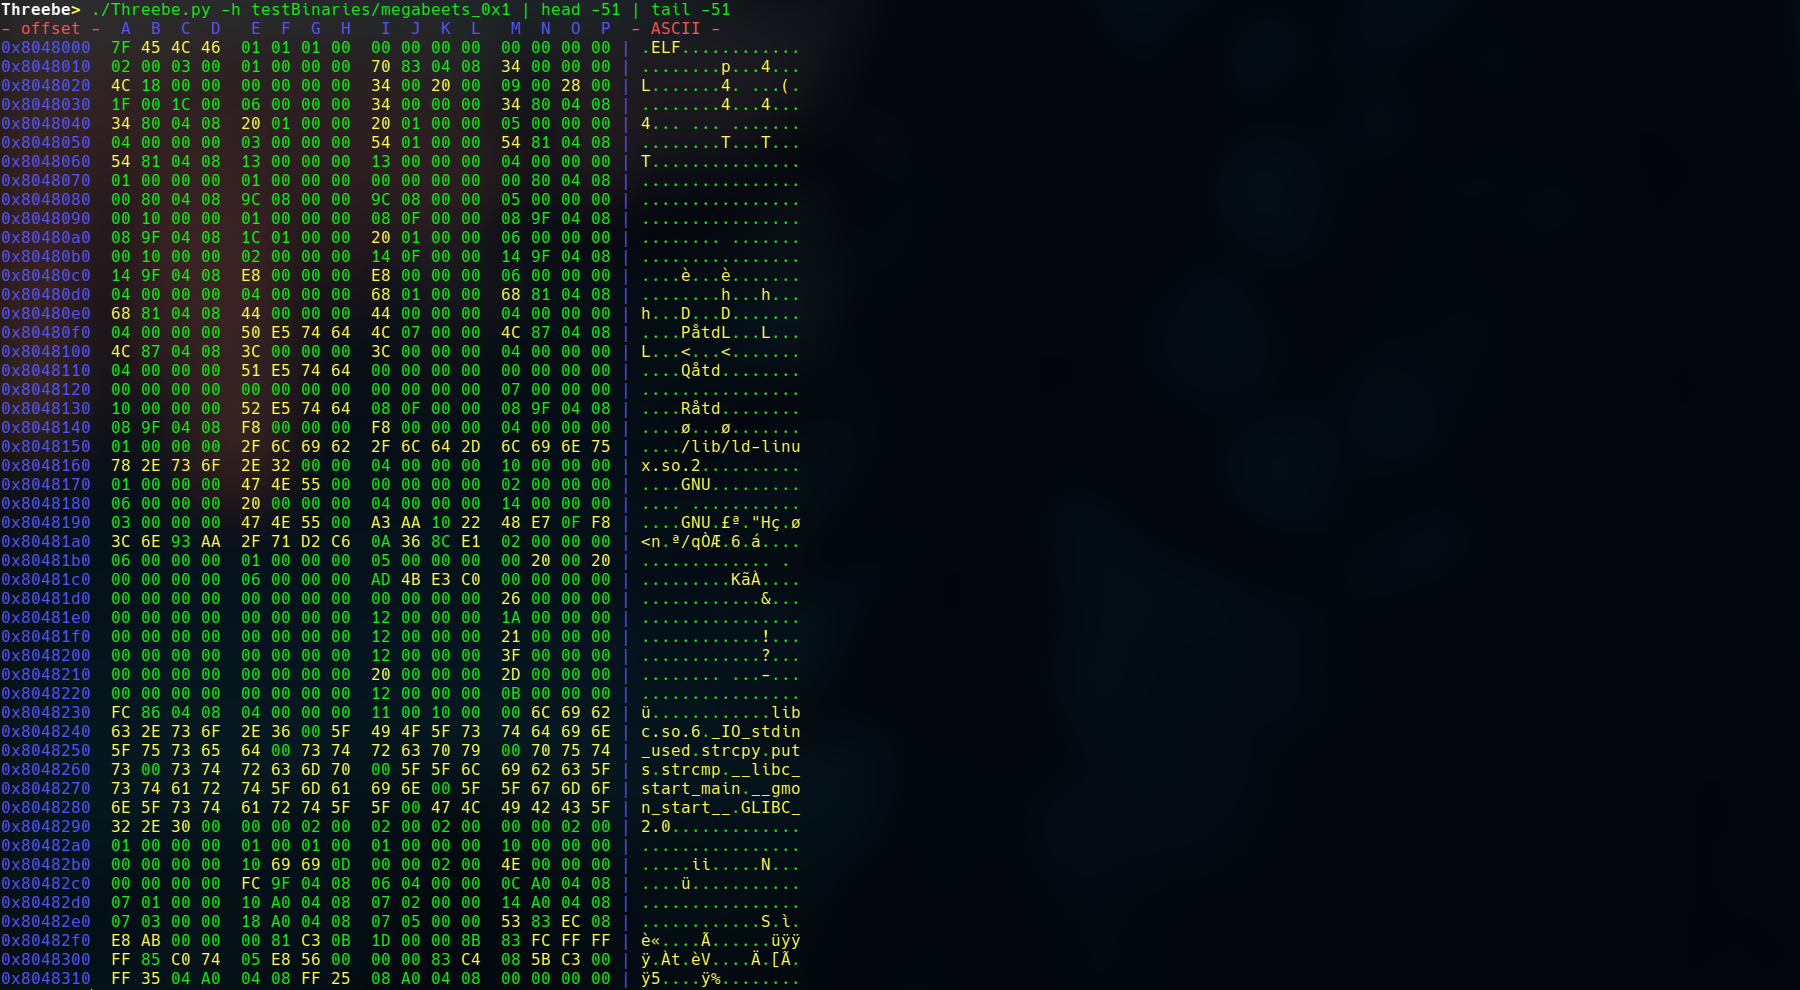 Threebe> ./Threebe.py -h testBinaries/megabeets_0x1 | head -51 | tail -51
- offset - A B C D E F G H I J K L M N O P - ASCII -
0x8048000 7F 45 4C 46 01 01 01 00 00 00 00 00 00 00 00 00 | .ELF............
0x8048010 02 00 03 00 01 00 00 00 70 83 04 08 34 00 00 00 | ........p...4...
0x8048020 4C 18 00 00 00 00 00 00 34 00 20 00 09 00 28 00 | L.......4. ...(.
0x8048030 1F 00 1C 00 06 00 00 00 34 00 00 00 34 80 04 08 | ........4...4...
0x8048040 34 80 04 08 20 01 00 00 20 01 00 00 05 00 00 00 | 4... ... .......
0x8048050 04 00 00 00 03 00 00 00 54 01 00 00 54 81 04 08 | ........T...T...
0x8048060 54 81 04 08 13 00 00 00 13 00 00 00 04 00 00 00 | T...............
0x8048070 01 00 00 00 01 00 00 00 00 00 00 00 00 80 04 08 | ................
0x8048080 00 80 04 08 9C 08 00 00 9C 08 00 00 05 00 00 00 | ................
0x8048090 00 10 00 00 01 00 00 00 08 0F 00 00 08 9F 04 08 | ................
0x80480a0 08 9F 04 08 1C 01 00 00 20 01 00 00 06 00 00 00 | ........ .......
0x80480b0 00 10 00 00 02 00 00 00 14 0F 00 00 14 9F 04 08 | ................
0x80480c0 14 9F 04 08 E8 00 00 00 E8 00 00 00 06 00 00 00 | ....è...è.......
0x80480d0 04 00 00 00 04 00 00 00 68 01 00 00 68 81 04 08 | ........h...h...
0x80480e0 68 81 04 08 44 00 00 00 44 00 00 00 04 00 00 00 | h...D...D.......
0x80480f0 04 00 00 00 50 E5 74 64 4C 07 00 00 4C 87 04 08 | ....PåtdL...L...
0x8048100 4C 87 04 08 3C 00 00 00 3C 00 00 00 04 00 00 00 | L...<...<.......
0x8048110 04 00 00 00 51 E5 74 64 00 00 00 00 00 00 00 00 | ....Qåtd........
0x8048120 00 00 00 00 00 00 00 00 00 00 00 00 07 00 00 00 | ................
0x8048130 10 00 00 00 52 E5 74 64 08 0F 00 00 08 9F 04 08 | ....Råtd........
0x8048140 08 9F 04 08 F8 00 00 00 F8 00 00 00 04 00 00 00 | ....ø...ø.......
0x8048150 01 00 00 00 2F 6C 69 62 2F 6C 64 2D 6C 69 6E 75 | ..../lib/ld-linu
0x8048160 78 2E 73 6F 2E 32 00 00 04 00 00 00 10 00 00 00 | x.so.2..........
0x8048170 01 00 00 00 47 4E 55 00 00 00 00 00 02 00 00 00 | ....GNU.........
0x8048180 06 00 00 00 20 00 00 00 04 00 00 00 14 00 00 00 | .... ...........
0x8048190 03 00 00 00 47 4E 55 00 A3 AA 10 22 48 E7 0F F8 | ....GNU.£ª."Hç.ø
0x80481a0 3C 6E 93 AA 2F 71 D2 C6 0A 36 8C E1 02 00 00 00 | <n.ª/qÒÆ.6.á....
0x80481b0 06 00 00 00 01 00 00 00 05 00 00 00 00 20 00 20 | ............. . 
0x80481c0 00 00 00 00 06 00 00 00 AD 4B E3 C0 00 00 00 00 | .........KãÀ....
0x80481d0 00 00 00 00 00 00 00 00 00 00 00 00 26 00 00 00 | ............&...
0x80481e0 00 00 00 00 00 00 00 00 12 00 00 00 1A 00 00 00 | ................
0x80481f0 00 00 00 00 00 00 00 00 12 00 00 00 21 00 00 00 | ............!...
0x8048200 00 00 00 00 00 00 00 00 12 00 00 00 3F 00 00 00 | ............?...
0x8048210 00 00 00 00 00 00 00 00 20 00 00 00 2D 00 00 00 | ........ ...-...
0x8048220 00 00 00 00 00 00 00 00 12 00 00 00 0B 00 00 00 | ................
0x8048230 FC 86 04 08 04 00 00 00 11 00 10 00 00 6C 69 62 | ü............lib
0x8048240 63 2E 73 6F 2E 36 00 5F 49 4F 5F 73 74 64 69 6E | c.so.6._IO_stdin
0x8048250 5F 75 73 65 64 00 73 74 72 63 70 79 00 70 75 74 | _used.strcpy.put
0x8048260 73 00 73 74 72 63 6D 70 00 5F 5F 6C 69 62 63 5F | s.strcmp.__libc_
0x8048270 73 74 61 72 74 5F 6D 61 69 6E 00 5F 5F 67 6D 6F | start_main.__gmo
0x8048280 6E 5F 73 74 61 72 74 5F 5F 00 47 4C 49 42 43 5F | n_start__.GLIBC_
0x8048290 32 2E 30 00 00 00 02 00 02 00 02 00 00 00 02 00 | 2.0.............
0x80482a0 01 00 00 00 01 00 01 00 01 00 00 00 10 00 00 00 | ................
0x80482b0 00 00 00 00 10 69 69 0D 00 00 02 00 4E 00 00 00 | .....ii.....N...
0x80482c0 00 00 00 00 FC 9F 04 08 06 04 00 00 0C A0 04 08 | ....ü...........
0x80482d0 07 01 00 00 10 A0 04 08 07 02 00 00 14 A0 04 08 | ................
0x80482e0 07 03 00 00 18 A0 04 08 07 05 00 00 53 83 EC 08 | ............S.ì.
0x80482f0 E8 AB 00 00 00 81 C3 0B 1D 00 00 8B 83 FC FF FF | è«....Ã......üÿÿ
0x8048300 FF 85 C0 74 05 E8 56 00 00 00 83 C4 08 5B C3 00 | ÿ.Àt.èV....Ä.[Ã.
0x8048310 FF 35 04 A0 04 08 FF 25 08 A0 04 08 00 00 00 00 | ÿ5....ÿ%........